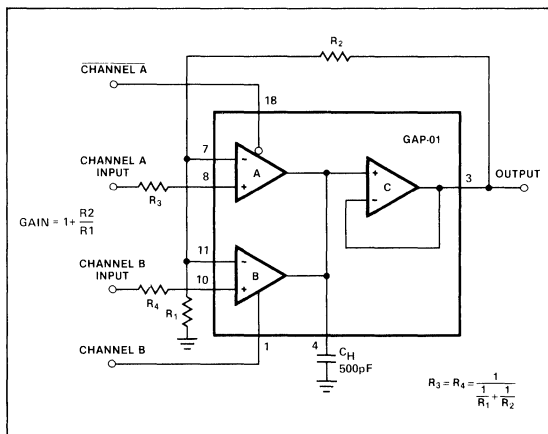 R2
CHANNEL A
18
GAP-01
7
CHANNEL A
INPUT
8
R3
- + A
+ - C
3
OUTPUT
GAIN = 1 + R2/R1
11
CHANNEL B
INPUT
10
R4
- + B
R1
1
CHANNEL B
4
CH
500pF
R3 = R4 = 1/(1/R1 + 1/R2)